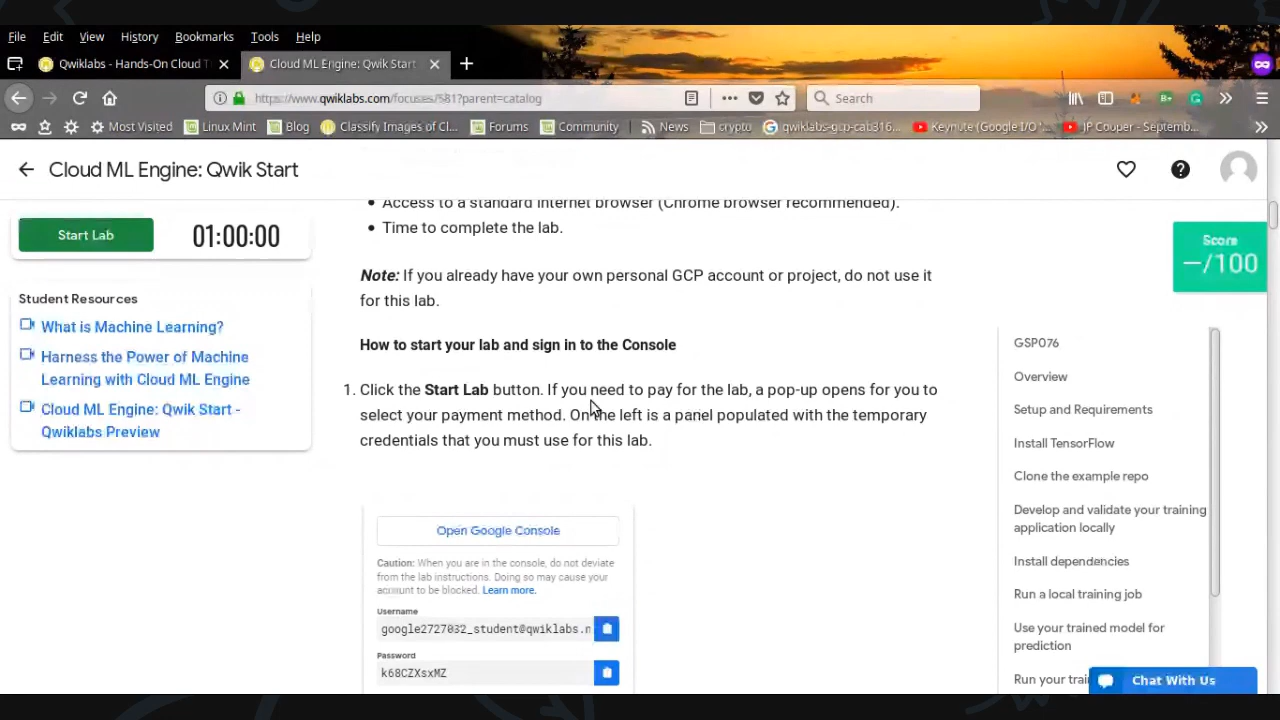 File Edit View History Bookmarks Tools Help
Qwiklabs - Hands-On Cloud T
Cloud ML Engine: Qwik Start
https://www.qwiklabs.com/focuses/581?parent=catalog
Search
Most Visited
Linux Mint
Blog
Classify Images of Cl...
Forums
Community
News
crypto
qwiklabs-gcp-cab316...
Keynote (Google I/O '...
JP Couper - Septemb...
Cloud ML Engine: Qwik Start
Start Lab
01:00:00
Student Resources
What is Machine Learning?
Harness the Power of Machine
Learning with Cloud ML Engine
Cloud ML Engine: Qwik Start -
Qwiklabs Preview
• Access to a standard internet browser (Chrome browser recommended).
• Time to complete the lab.
Note: If you already have your own personal GCP account or project, do not use it
for this lab.
How to start your lab and sign in to the Console
1. Click the Start Lab button. If you need to pay for the lab, a pop-up opens for you to
select your payment method. On the left is a panel populated with the temporary
credentials that you must use for this lab.
Open Google Console
Caution: When you are in the console, do not deviate
from the lab instructions. Doing so may cause your
account to be blocked. Learn more.
Username
google2727032_student@qwiklabs.n
Password
k68CZXsxMZ
Score
—/100
GSP076
Overview
Setup and Requirements
Install TensorFlow
Clone the example repo
Develop and validate your training
application locally
Install dependencies
Run a local training job
Use your trained model for
prediction
Run your trai
Chat With Us